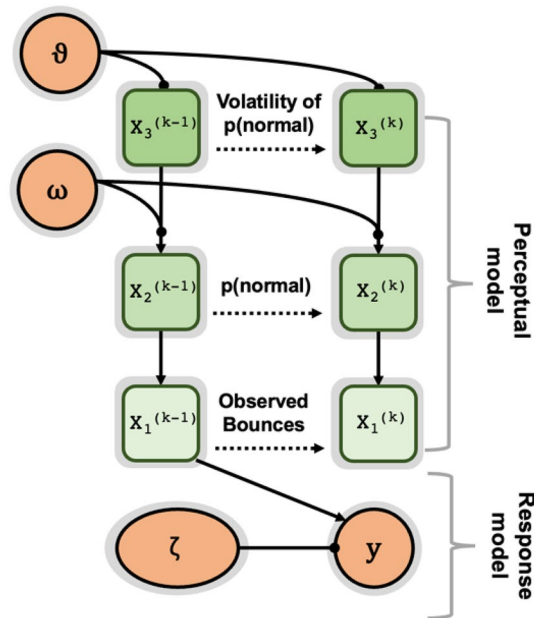 ϑ
Volatility of
p(normal)
X₃⁽ᵏ⁻¹⁾
X₃⁽ᵏ⁾
ω
p(normal)
X₂⁽ᵏ⁻¹⁾
X₂⁽ᵏ⁾
Observed
Bounces
X₁⁽ᵏ⁻¹⁾
X₁⁽ᵏ⁾
ζ
y
Perceptual
model
Response
model